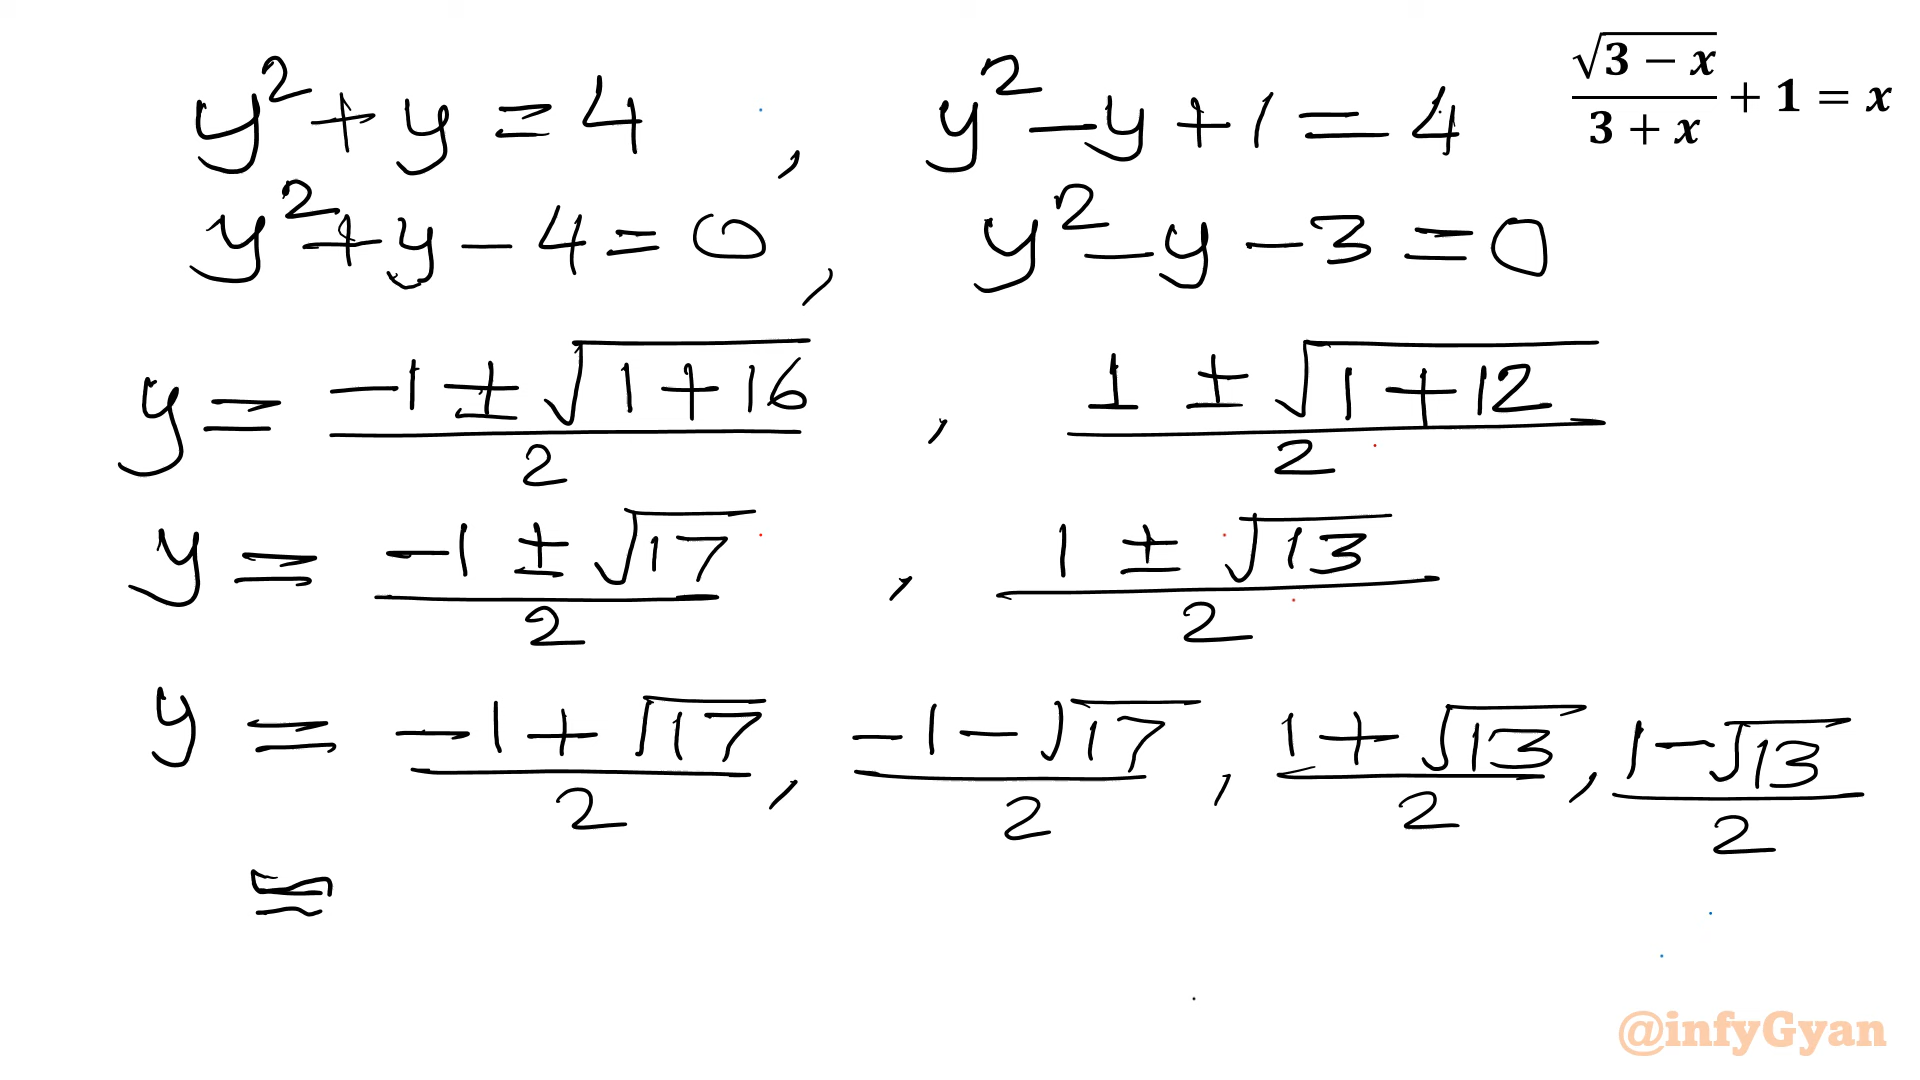 y² + y = 4 , y² - y + 1 = 4
√(3 − x)/(3 + x) + 1 = x
y² + y - 4 = 0 , y² - y - 3 = 0
y = (-1 ± √(1 + 16))/2 , (1 ± √(1 + 12))/2
y = (-1 ± √17)/2 , (1 ± √13)/2
y = (-1 + √17)/2 , (-1 - √17)/2 , (1 + √13)/2 , (1 - √13)/2
=
@infyGyan